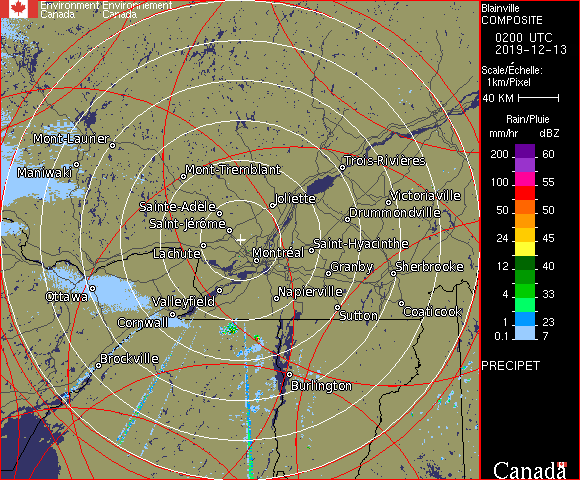 Environment Environnement
Canada Canada
Blainville
COMPOSITE
0200 UTC
2019-12-13
Scale/Échelle:
1km/Pixel
40 KM
Rain/Pluie
mm/hr dBZ
200 60
100 55
50 50
24 45
12 40
4 33
1 23
0.1 7
PRECIPET
Canada
Mont-Laurier
Maniwaki
Mont-Tremblant
Trois-Rivières
Sainte-Adèle
Joliette
Victoriaville
Drummondville
Saint-Jérôme
Lachute
Montréal
Saint-Hyacinthe
Granby
Sherbrooke
Ottawa
Valleyfield
Napierville
Cornwall
Sutton
Coaticook
Brockville
Burlington